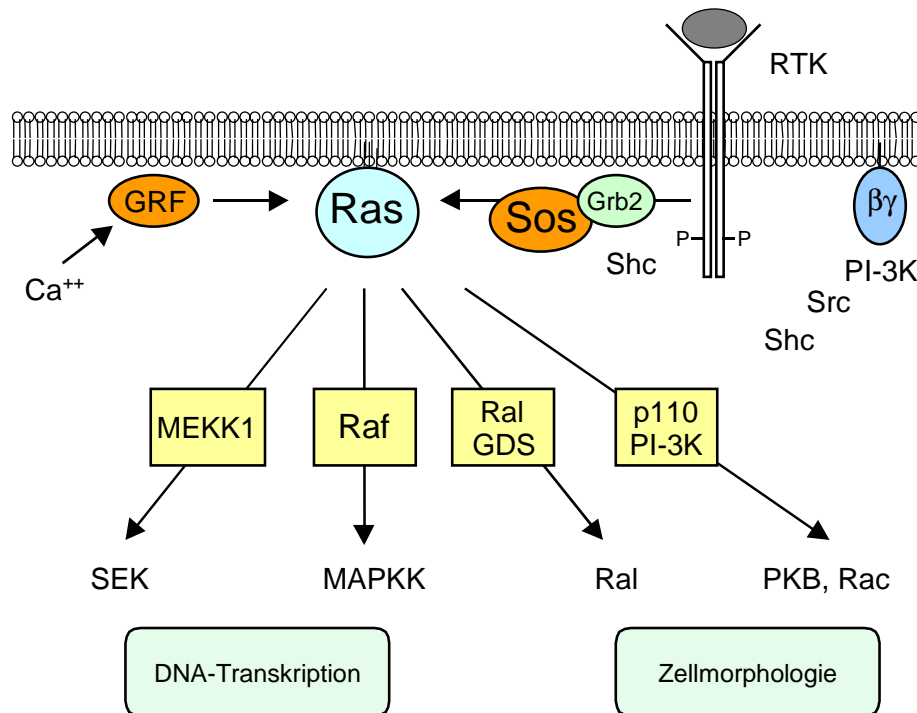 RTK
GRF
Ras
Sos
Grb2
βγ
P
P
Ca++
Shc
PI-3K
Src
Shc
MEKK1
Raf
Ral
GDS
p110
PI-3K
SEK
MAPKK
Ral
PKB, Rac
DNA-Transkription
Zellmorphologie